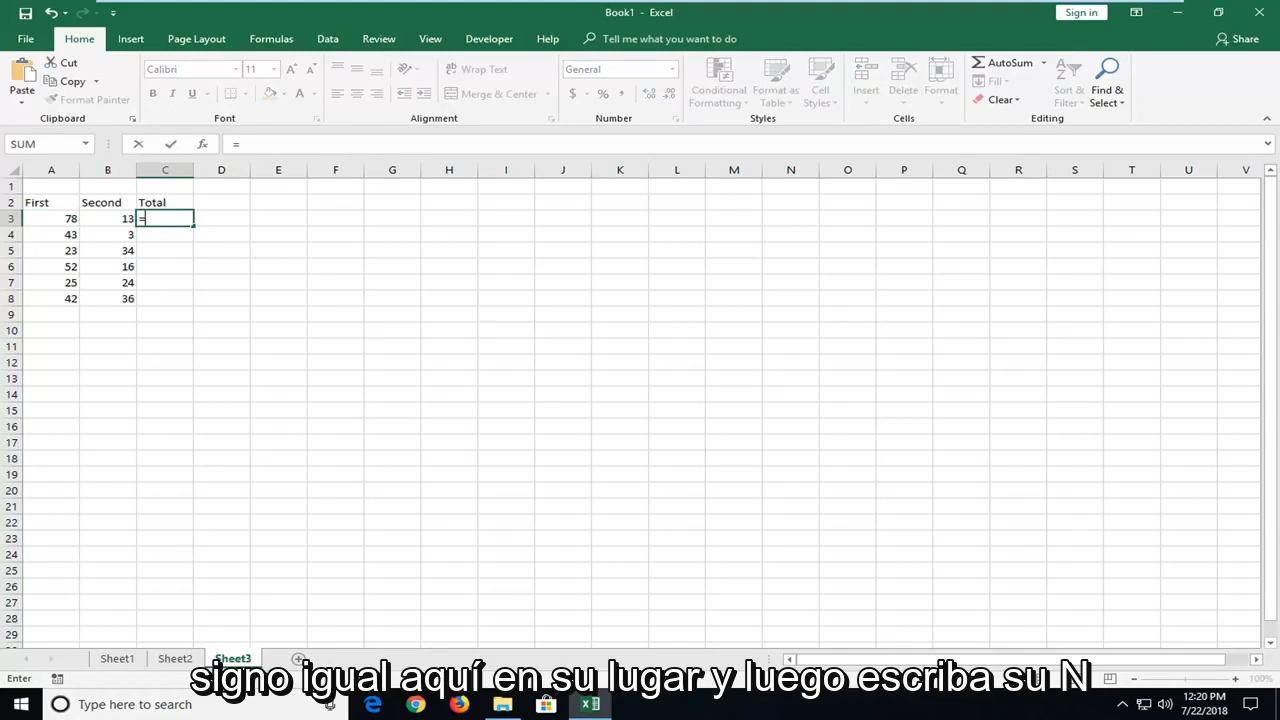 Book1 - Excel
Sign in
File Home Insert Page Layout Formulas Data Review View Developer Help Tell me what you want to do Share
Paste
Cut
Copy
Format Painter
Clipboard
Calibri 11 A A
B I U A
Font
Wrap Text
Merge & Center
Alignment
General
$ % ,
Number
Conditional Formatting
Format as Table
Cell Styles
Styles
Insert Delete Format
Cells
AutoSum
Fill
Clear
Sort & Filter
Find & Select
Editing
SUM fx =
A B C D E F G H I J K L M N O P Q R S T U V
1
2 First Second Total
3 78 13 =
4 43 3
5 23 34
6 52 16
7 25 24
8 42 36
9
10
11
12
13
14
15
16
17
18
19
20
21
22
23
24
25
26
27
28
29
Sheet1 Sheet2 Sheet3
signo igual aquí en su lugar y luego escriba su N
Enter 100%
Type here to search
12:20 PM
7/22/2018